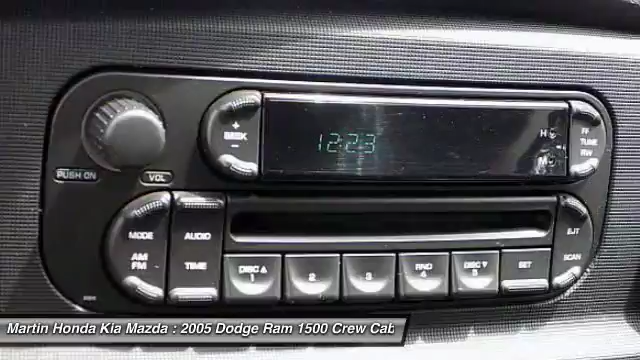 +
SEEK
-
12:23
H
M
FF
TUNE
RW
PUSH ON
VOL
MODE
AUDIO
EJT
AM
FM
TIME
DISC ▲
1
2
3
RND
4
DISC ▼
5
SET
SCAN
Martin Honda Kia Mazda : 2005 Dodge Ram 1500 Crew Cab